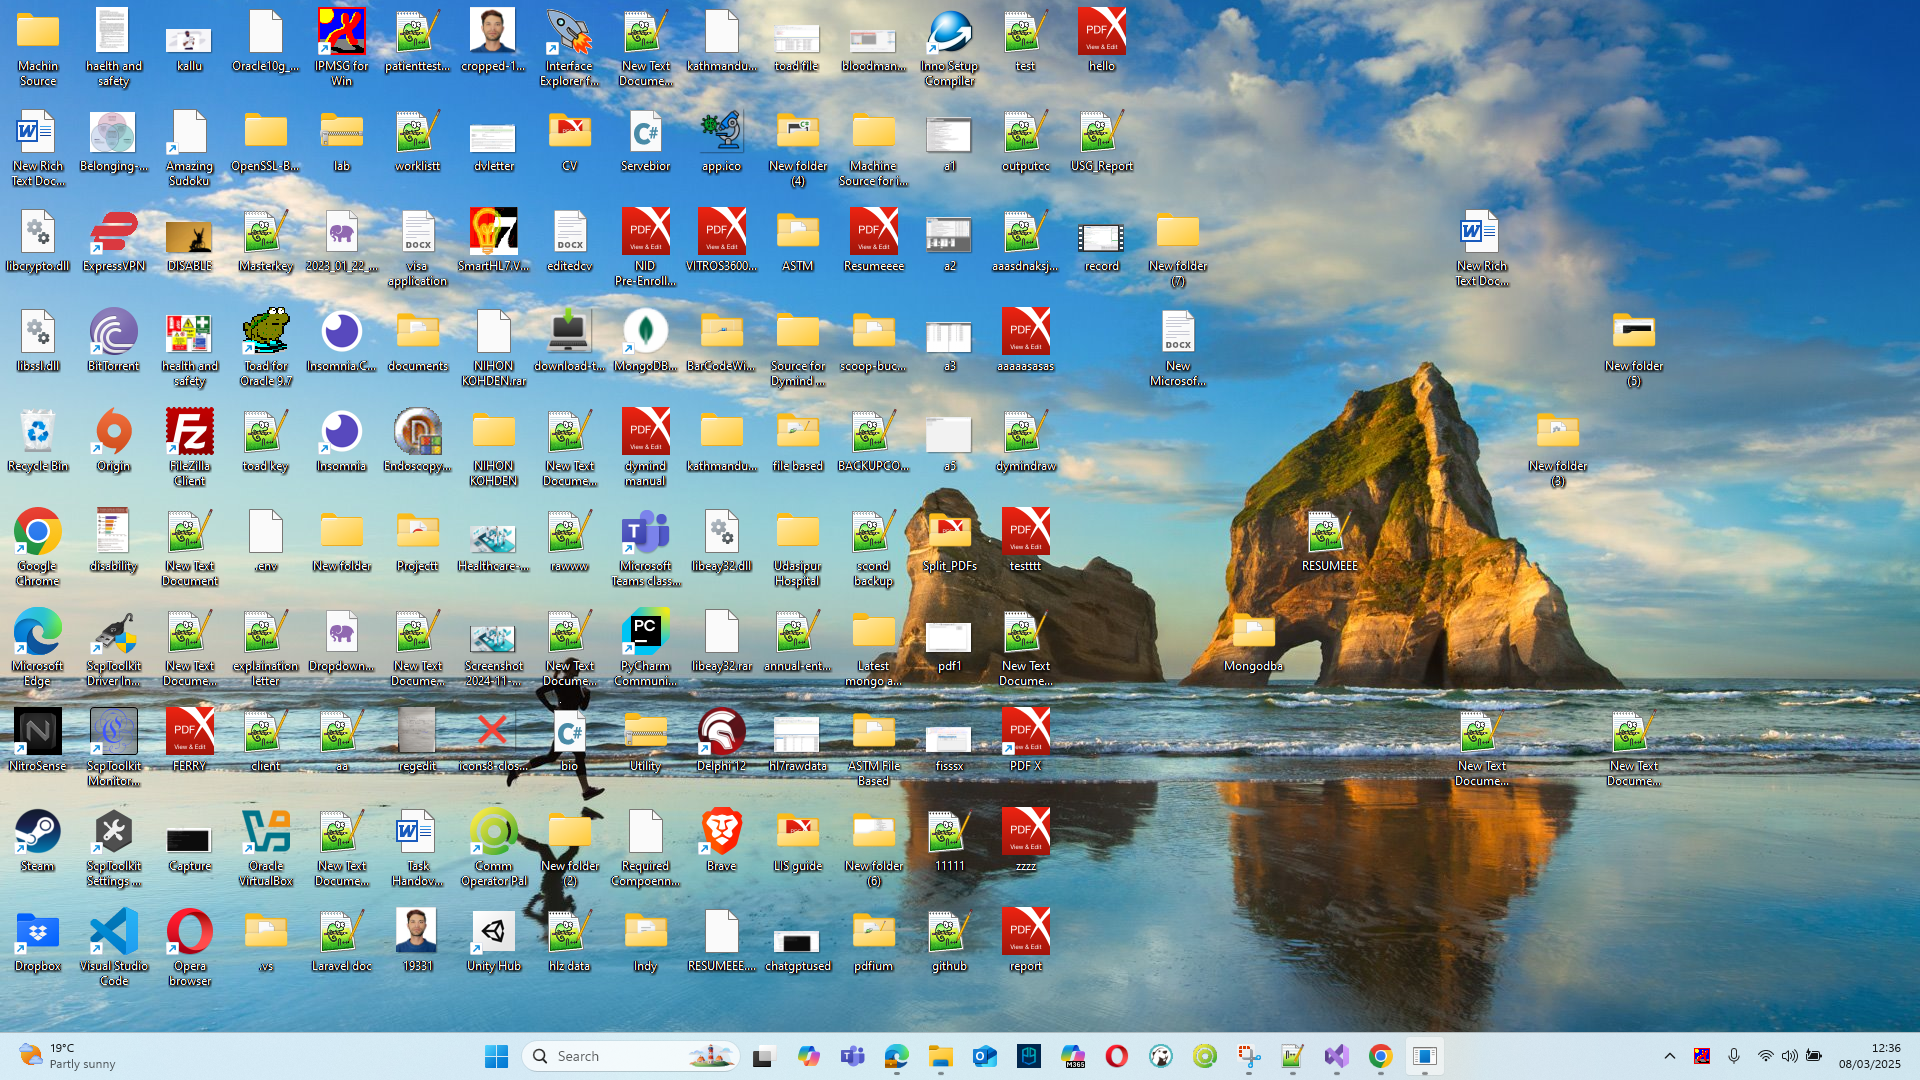 Machin
Source
haelth and
safety
kallu
Oracle10g_...
IPMSG for
Win
patienttest...
cropped-1...
Interface
Explorer f...
New Text
Docume...
kathmandu...
toad file
bloodman...
Inno Setup
Compiler
test
hello
New Rich
Text Doc...
Belonging-...
Amazing
Sudoku
OpenSSL-B...
lab
worklistt
dvletter
CV
Servebior
app.ico
New folder
(4)
Machine
Source for i...
a1
outputcc
USG_Report
libcrypto.dll
ExpressVPN
DISABLE
Masterkey
2023_01_22_...
visa
application
SmartHL7.V...
editedcv
NID
Pre-Enroll...
VITROS3600...
ASTM
Resumeeee
a2
aaasdnaksj...
record
New folder
(7)
New Rich
Text Doc...
libssl.dll
BitTorrent
health and
safety
Toad for
Oracle 9.7
Insomnia.C...
documents
NIHON
KOHDEN.rar
download-t...
MongoDB...
BarCodeWi...
Source for
Dymind ...
scoop-buc...
a3
aaaaasasas
New
Microsof...
New folder
(5)
Recycle Bin
Origin
FileZilla
Client
toad key
Insomnia
Endoscopy...
NIHON
KOHDEN
New Text
Docume...
dymind
manual
kathmandu...
file based
BACKUPCO...
a5
dymindraw
New folder
(3)
Google
Chrome
disability
New Text
Document
.env
New folder
Projectt
Healthcare-...
rawww
Microsoft
Teams class...
libeay32.dll
Udasipur
Hospital
scond
backup
Split_PDFs
testttt
RESUMEEE
Microsoft
Edge
ScpToolkit
Driver In...
New Text
Docume...
explaination
letter
Dropdown...
New Text
Docume...
Screenshot
2024-11-...
New Text
Docume...
PyCharm
Communi...
libeay32.rar
annual-ent...
Latest
mongo a...
pdf1
New Text
Docume...
Mongodba
NitroSense
ScpToolkit
Monitor...
FERRY
client
aa
regedit
icons8-clos...
bio
Utility
Delphi 12
hl7rawdata
ASTM File
Based
fisssx
PDF X
New Text
Docume...
New Text
Docume...
Steam
ScpToolkit
Settings ...
Capture
Oracle
VirtualBox
New Text
Docume...
Task
Handov...
Comm
Operator Pal
New folder
(2)
Required
Compoenn...
Brave
LIS guide
New folder
(6)
11111
zzzz
Dropbox
Visual Studio
Code
Opera
browser
.vs
Laravel doc
19331
Unity Hub
hlz data
Indy
RESUMEEE....
chatgptused
pdfium
github
report
19°C
Partly sunny
Search
12:36
08/03/2025